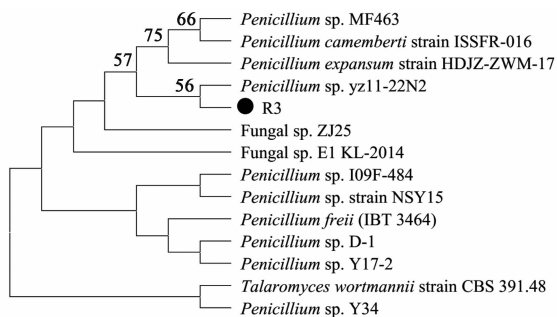 66
Penicillium sp. MF463
75
Penicillium camemberti strain ISSFR-016
57
Penicillium expansum strain HDJZ-ZWM-17
56
Penicillium sp. yz11-22N2
R3
Fungal sp. ZJ25
Fungal sp. E1 KL-2014
Penicillium sp. I09F-484
Penicillium sp. strain NSY15
Penicillium freii (IBT 3464)
Penicillium sp. D-1
Penicillium sp. Y17-2
Talaromyces wortmannii strain CBS 391.48
Penicillium sp. Y34